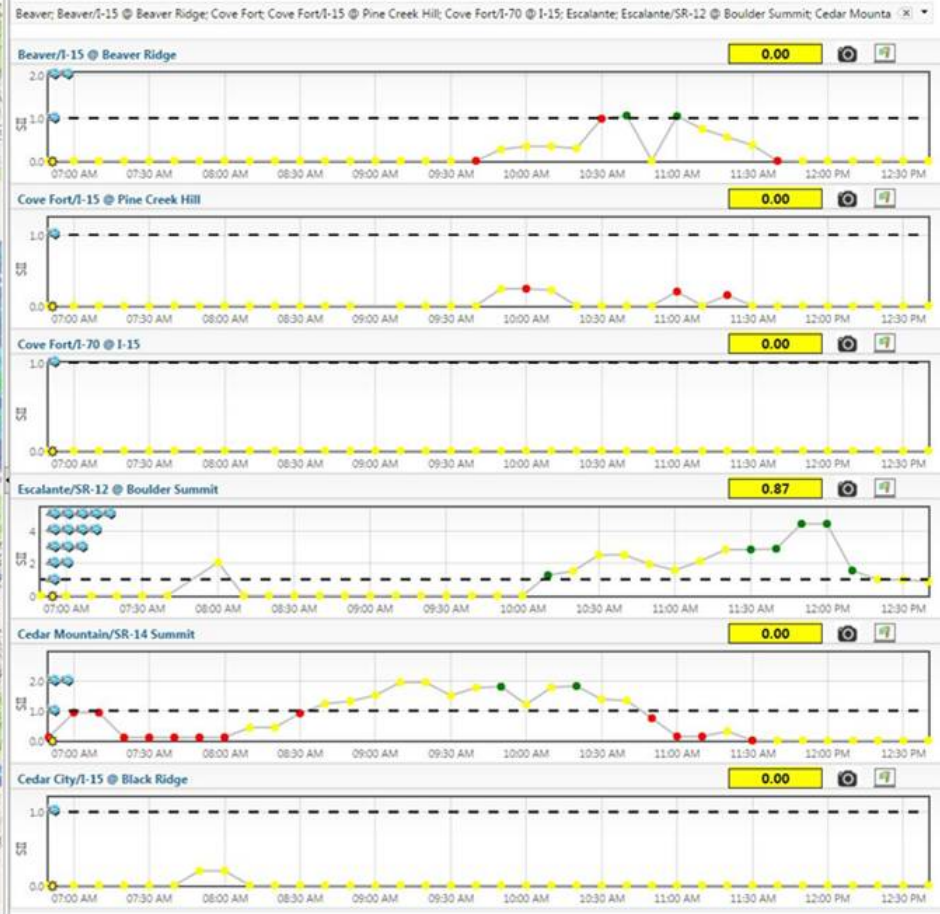 Beaver; Beaver/I-15 @ Beaver Ridge; Cove Fort; Cove Fort/I-15 @ Pine Creek Hill; Cove Fort/I-70 @ I-15; Escalante; Escalante/SR-12 @ Boulder Summit; Cedar Mounta
Beaver/I-15 @ Beaver Ridge 0.00
2.0
1.0
SII
0.0
07:00 AM 07:30 AM 08:00 AM 08:30 AM 09:00 AM 09:30 AM 10:00 AM 10:30 AM 11:00 AM 11:30 AM 12:00 PM 12:30 PM
Cove Fort/I-15 @ Pine Creek Hill 0.00
1.0
SII
0.0
07:00 AM 07:30 AM 08:00 AM 08:30 AM 09:00 AM 09:30 AM 10:00 AM 10:30 AM 11:00 AM 11:30 AM 12:00 PM 12:30 PM
Cove Fort/I-70 @ I-15 0.00
1.0
SII
0.0
07:00 AM 07:30 AM 08:00 AM 08:30 AM 09:00 AM 09:30 AM 10:00 AM 10:30 AM 11:00 AM 11:30 AM 12:00 PM 12:30 PM
Escalante/SR-12 @ Boulder Summit 0.87
4
SII
2
0
07:00 AM 07:30 AM 08:00 AM 08:30 AM 09:00 AM 09:30 AM 10:00 AM 10:30 AM 11:00 AM 11:30 AM 12:00 PM 12:30 PM
Cedar Mountain/SR-14 Summit 0.00
2.0
SII
1.0
0.0
07:00 AM 07:30 AM 08:00 AM 08:30 AM 09:00 AM 09:30 AM 10:00 AM 10:30 AM 11:00 AM 11:30 AM 12:00 PM 12:30 PM
Cedar City/I-15 @ Black Ridge 0.00
1.0
SII
0.0
07:00 AM 07:30 AM 08:00 AM 08:30 AM 09:00 AM 09:30 AM 10:00 AM 10:30 AM 11:00 AM 11:30 AM 12:00 PM 12:30 PM